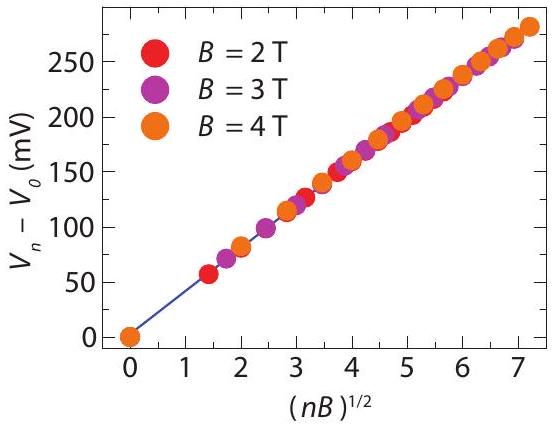 250
200
150
100
50
0
V_n − V_0 (mV)
B = 2 T
B = 3 T
B = 4 T
0 1 2 3 4 5 6 7
(nB)^1/2